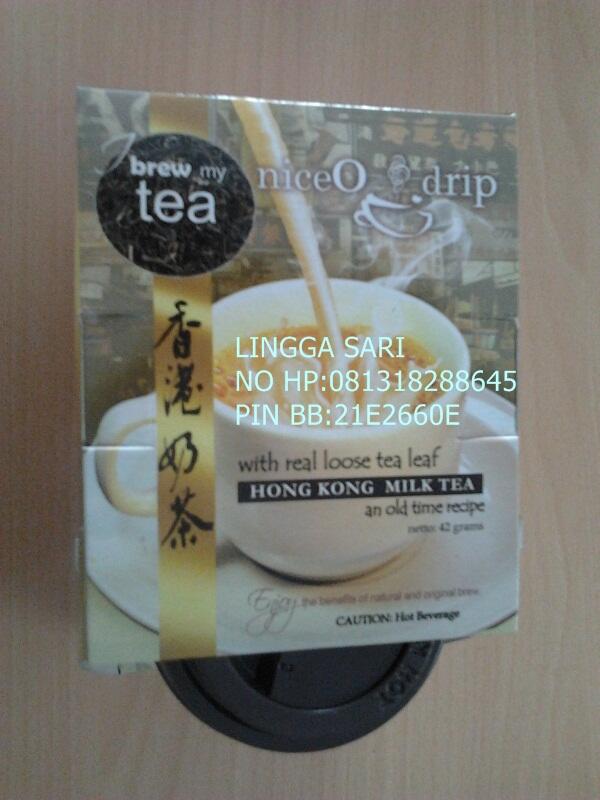 brew my
tea
niceO drip
香港奶茶
LINGGA SARI
NO HP:081318288645
PIN BB:21E2660E
with real loose tea leaf
HONG KONG MILK TEA
an old time recipe
netto: 42 grams
Enjoy the benefits of natural and original brew.
CAUTION: Hot Beverage